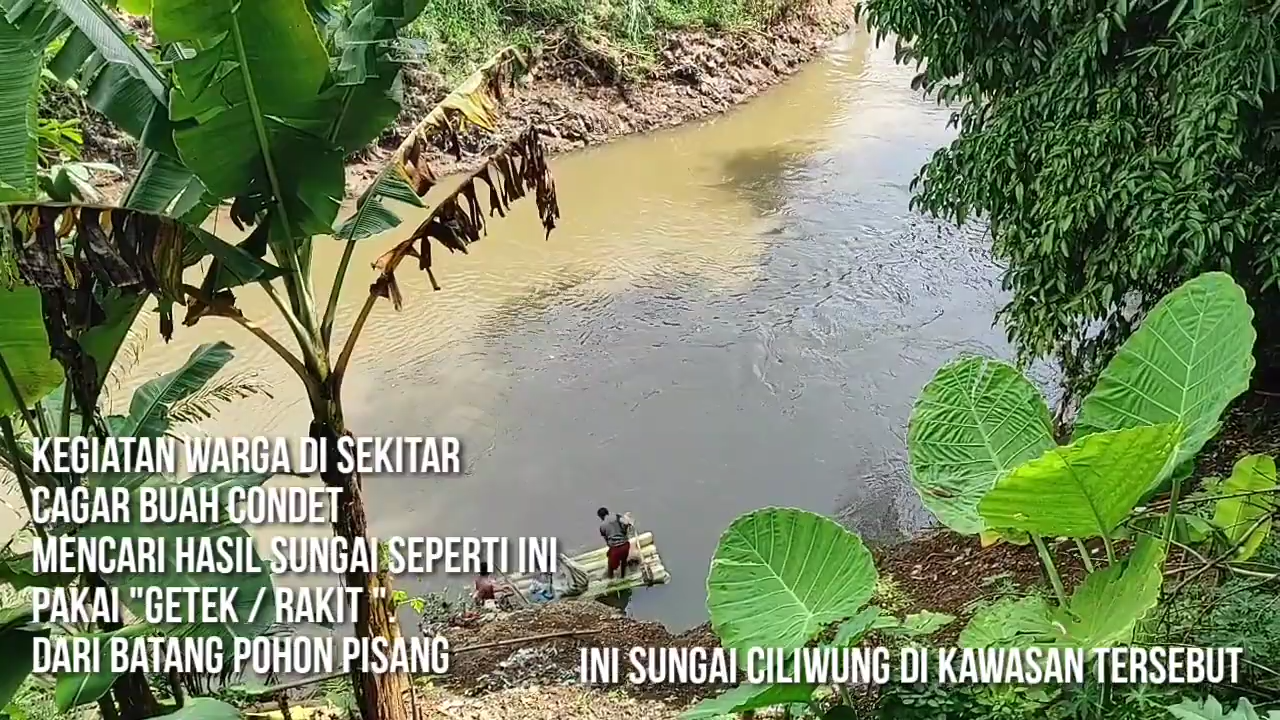 KEGIATAN WARGA DI SEKITAR
CAGAR BUAH CONDET
MENCARI HASIL SUNGAI SEPERTI INI
PAKAI "GETEK / RAKIT "
DARI BATANG POHON PISANG
INI SUNGAI CILIWUNG DI KAWASAN TERSEBUT